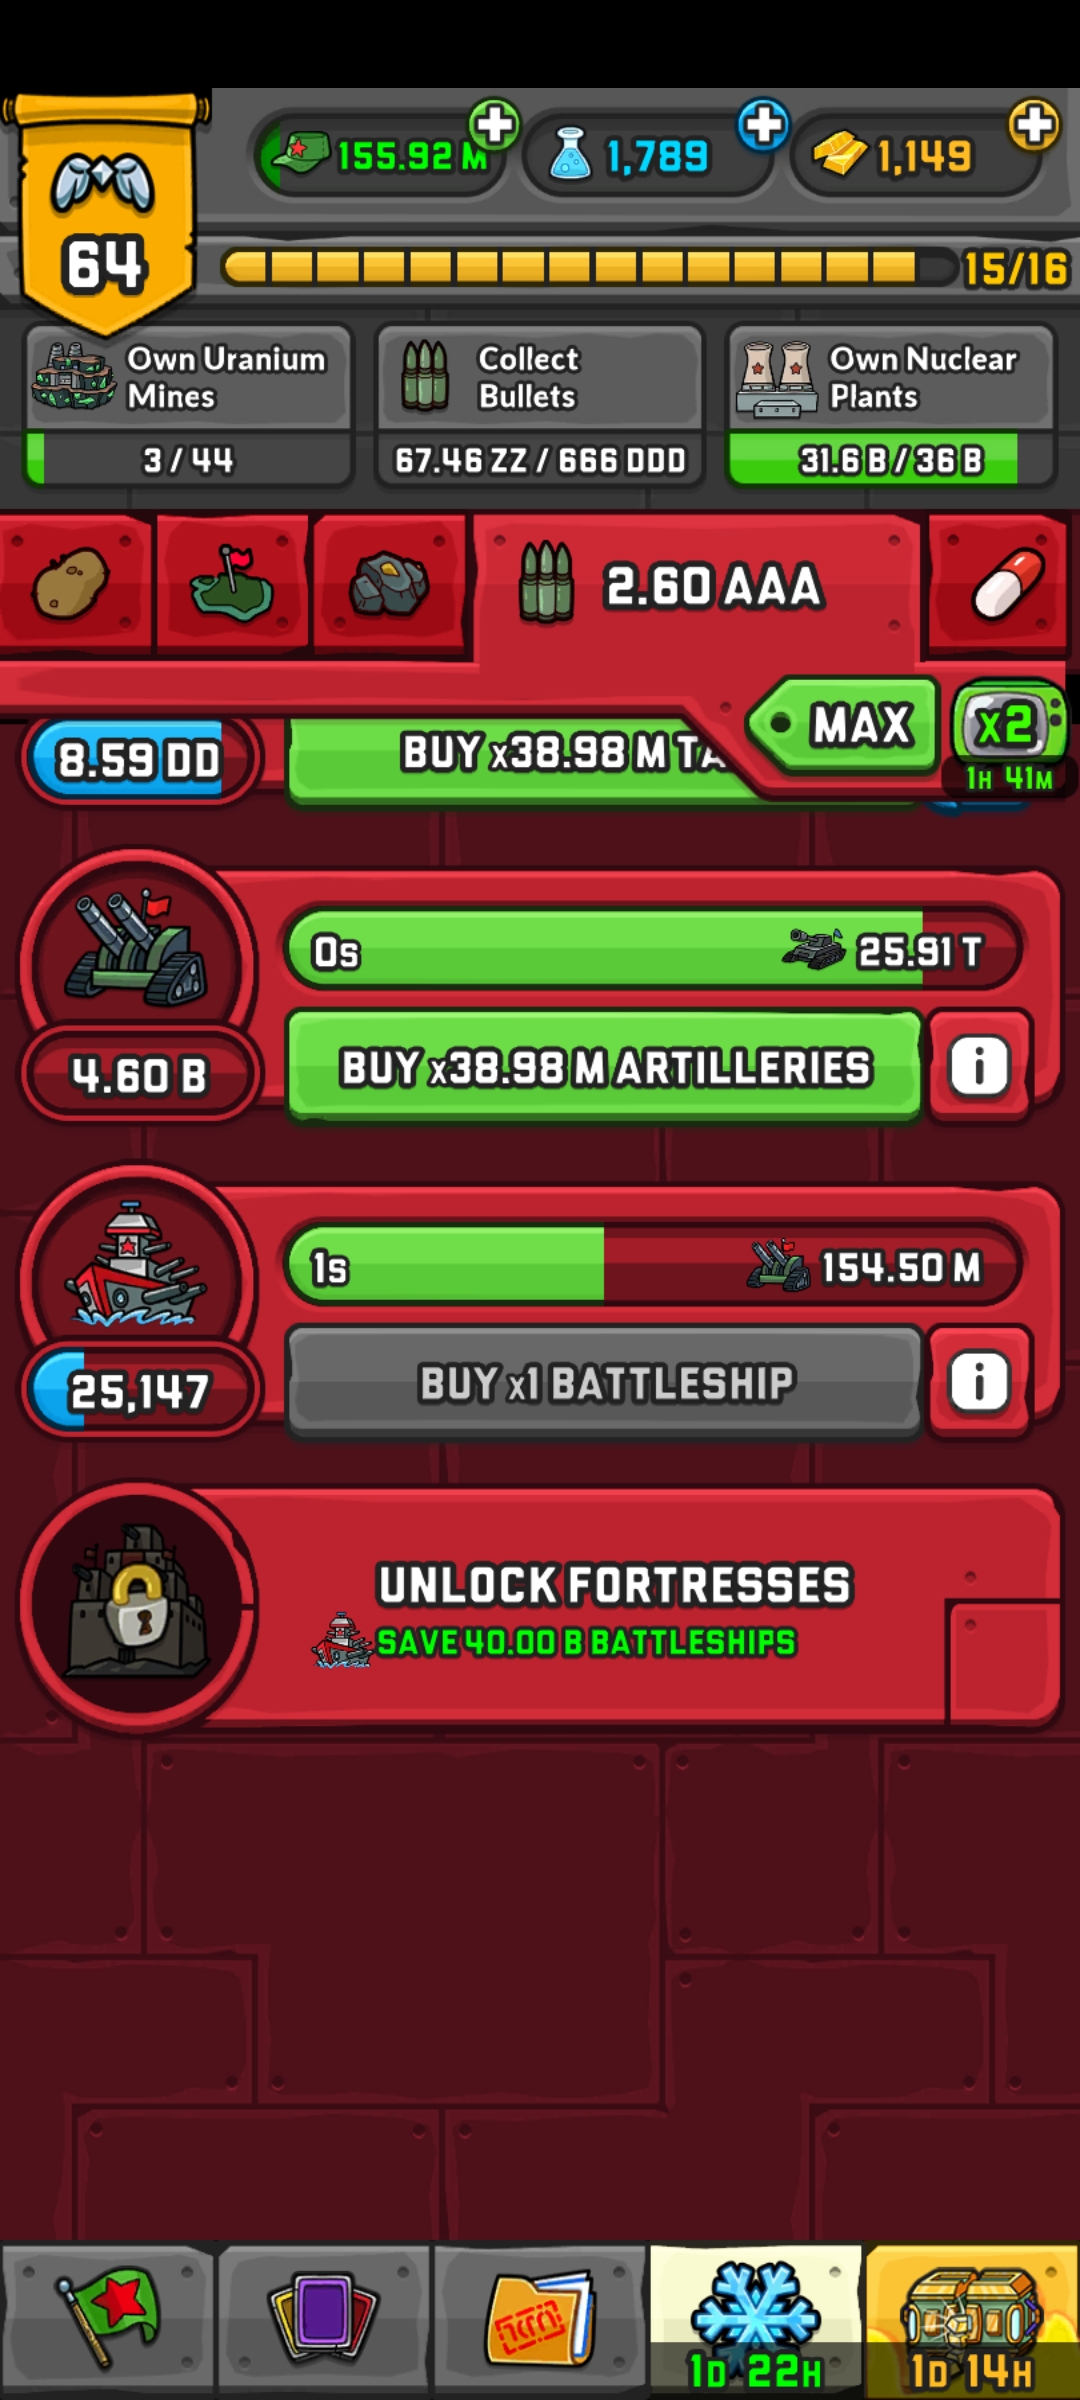 155.92 M
1,789
1,149
64
15/16
Own Uranium
Mines
3 / 44
Collect
Bullets
67.46 ZZ / 666 DDD
Own Nuclear
Plants
31.6 B / 36 B
2.60 AAA
MAX
X2
1H 41M
8.59 DD
BUY x38.98 M TA
0s
25.91 T
4.60 B
BUY x38.98 M ARTILLERIES
i
1s
154.50 M
25,147
BUY x1 BATTLESHIP
i
UNLOCK FORTRESSES
SAVE 40.00 B BATTLESHIPS
1D 22H
1D 14H